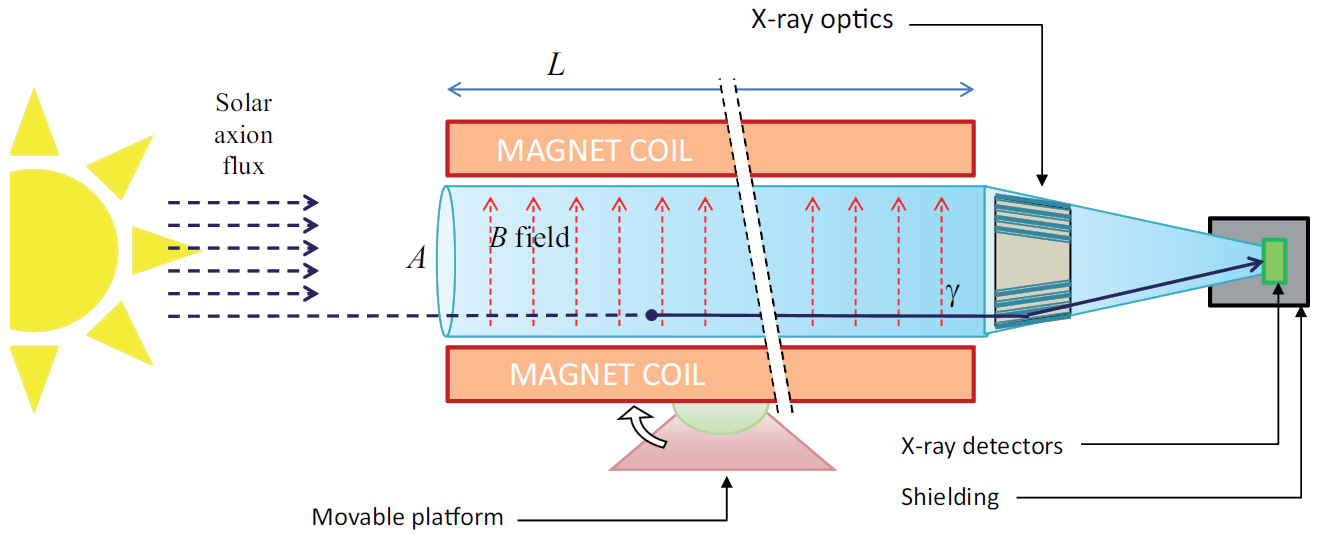 X-ray optics
L
Solar
axion
flux
MAGNET COIL
B field
A
γ
MAGNET COIL
X-ray detectors
Shielding
Movable platform